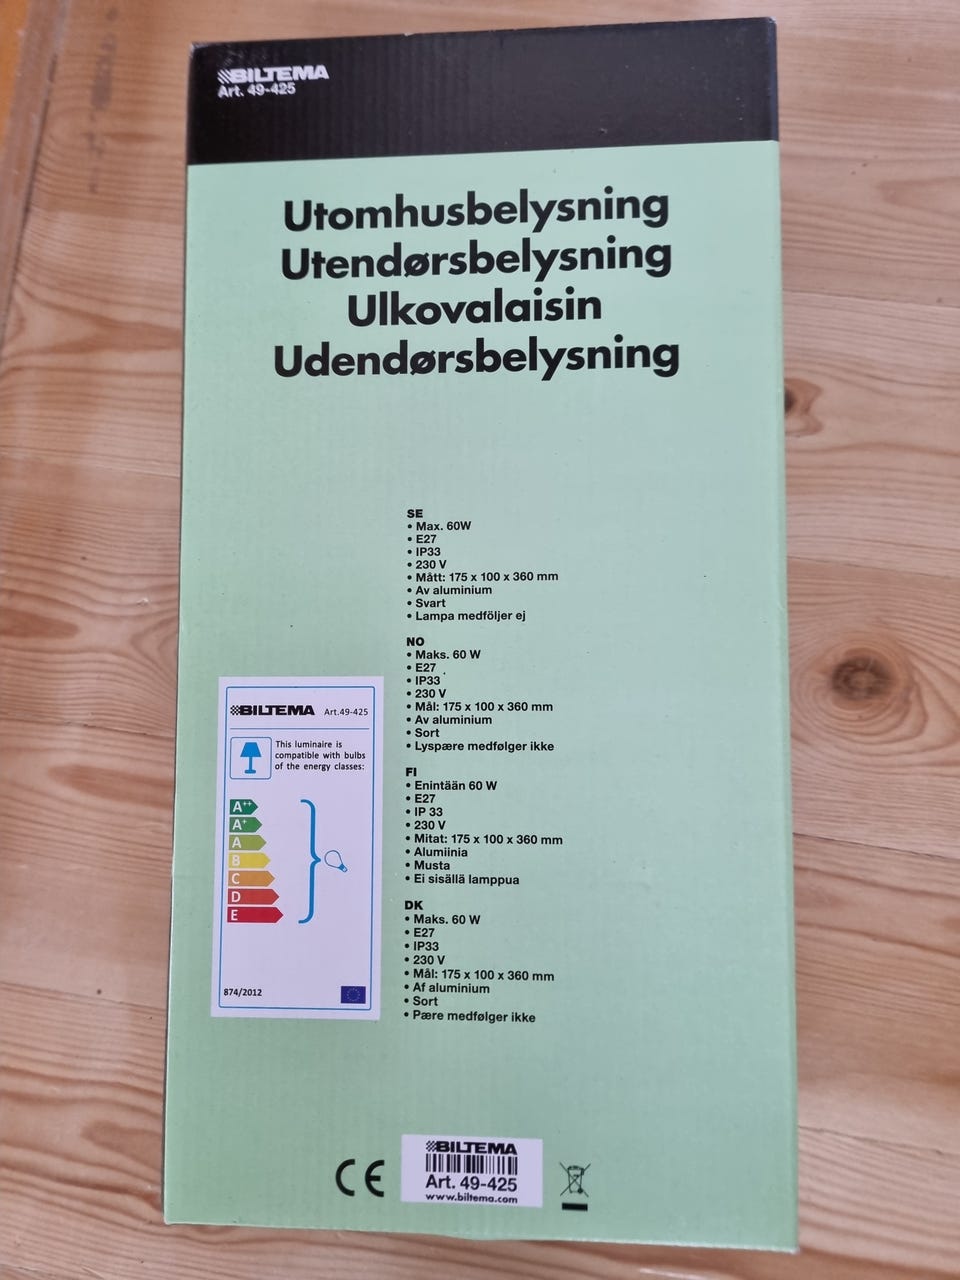 BILTEMA
Art. 49-425
Utomhusbelysning
Utendørsbelysning
Ulkovalaisin
Udendørsbelysning
SE
• Max. 60W
• E27
• IP33
• 230 V
• Mått: 175 x 100 x 360 mm
• Av aluminium
• Svart
• Lampa medföljer ej
NO
• Maks. 60 W
• E27
• IP33
• 230 V
• Mål: 175 x 100 x 360 mm
• Av aluminium
• Sort
• Lyspære medfølger ikke
FI
• Enintään 60 W
• E27
• IP 33
• 230 V
• Mitat: 175 x 100 x 360 mm
• Alumiinia
• Musta
• Ei sisällä lamppua
DK
• Maks. 60 W
• E27
• IP33
• 230 V
• Mål: 175 x 100 x 360 mm
• Af aluminium
• Sort
• Pære medfølger ikke
BILTEMA Art.49-425
This luminaire is
compatible with bulbs
of the energy classes:
A++
A+
A
B
C
D
E
874/2012
CE
BILTEMA
Art. 49-425
www.biltema.com